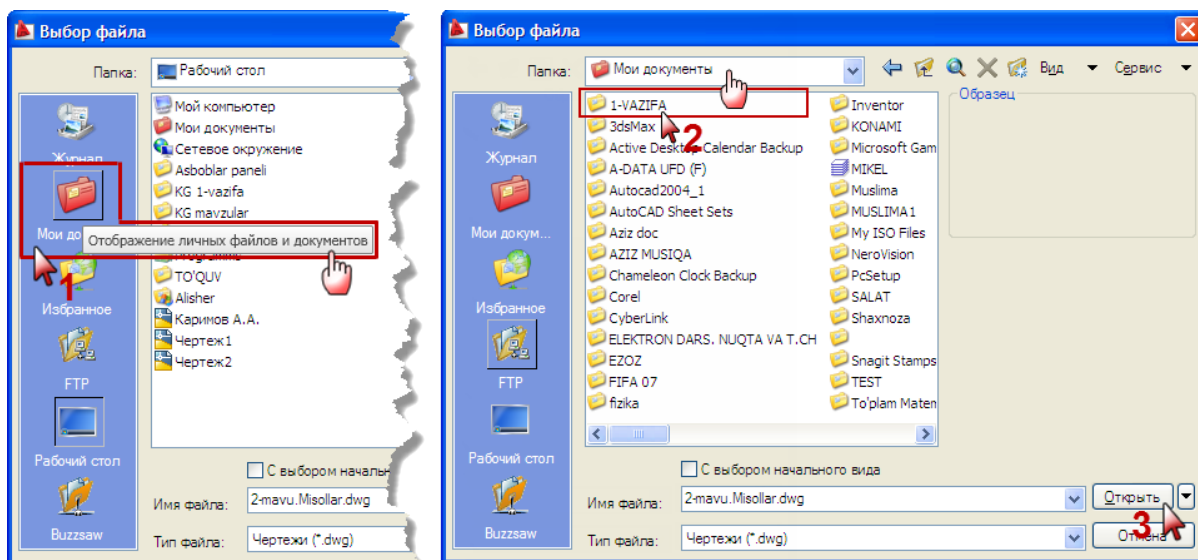 Выбор файла
Папка:
Рабочий стол
Журнал
Мои до
Избранное
FTP
Рабочий стол
Buzzsaw
Мой компьютер
Мои документы
Сетевое окружение
Asboblar paneli
KG 1-vazifa
KG mavzular
Отображение личных файлов и документов
TO'QUV
Alisher
Каримов А.А.
Чертеж1
Чертеж2
1
С выбором началь
Имя файла:
2-mavu.Misollar.dwg
Тип файла:
Чертежи (*.dwg)
Выбор файла
Папка:
Мои документы
Вид
Сервис
Журнал
Мои докум...
Избранное
FTP
Рабочий стол
Buzzsaw
1-VAZIFA
3dsMax
Active Desktop Calendar Backup
A-DATA UFD (F)
Autocad2004_1
AutoCAD Sheet Sets
Aziz doc
AZIZ MUSIQA
Chameleon Clock Backup
Corel
CyberLink
ELEKTRON DARS. NUQTA VA T.CH
EZOZ
FIFA 07
fizika
2
Inventor
KONAMI
Microsoft Gam
MIKEL
Muslima
MUSLIMA1
My ISO Files
NeroVision
PcSetup
SALAT
Shaxnoza
Snagit Stamps
TEST
To'plam Mater
Образец
С выбором начального вида
Имя файла:
2-mavu.Misollar.dwg
Открыть
3
Тип файла:
Чертежи (*.dwg)
Отмена